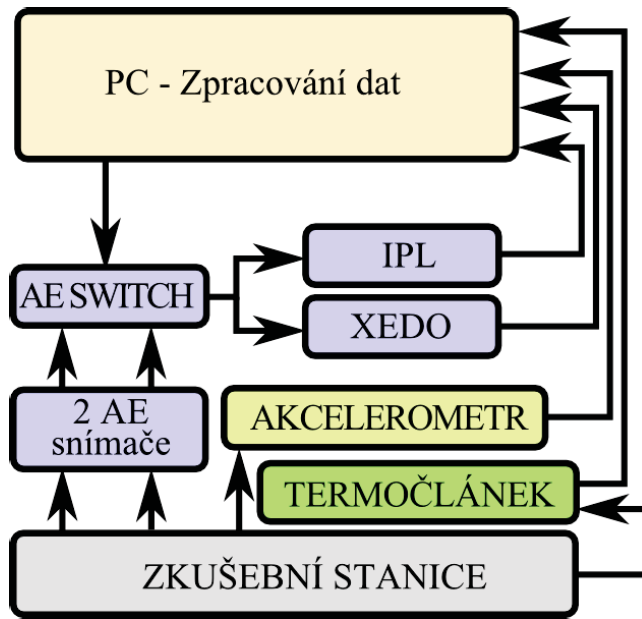 PC - Zpracování dat
IPL
AE SWITCH
XEDO
2 AE
snímače
AKCELEROMETR
TERMOČLÁNEK
ZKUŠEBNÍ STANICE